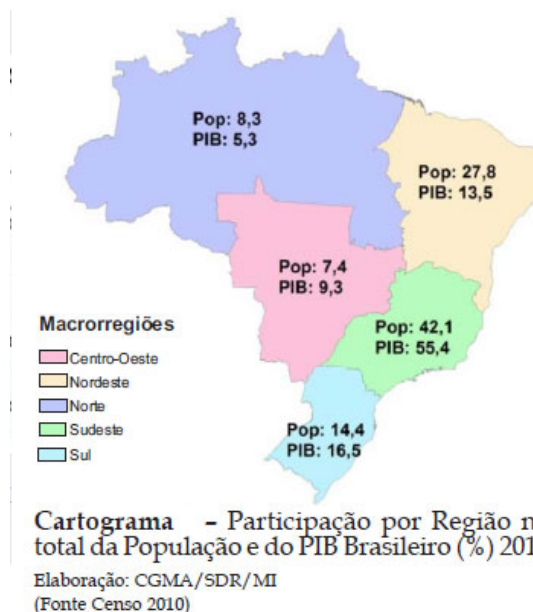 Pop: 8,3
PIB: 5,3
Pop: 27,8
PIB: 13,5
Pop: 7,4
PIB: 9,3
Pop: 42,1
PIB: 55,4
Pop: 14,4
PIB: 16,5
Macrorregiões
Centro-Oeste
Nordeste
Norte
Sudeste
Sul
Cartograma – Participação por Região n
total da População e do PIB Brasileiro (%) 201
Elaboração: CGMA/SDR/MI
(Fonte Censo 2010)